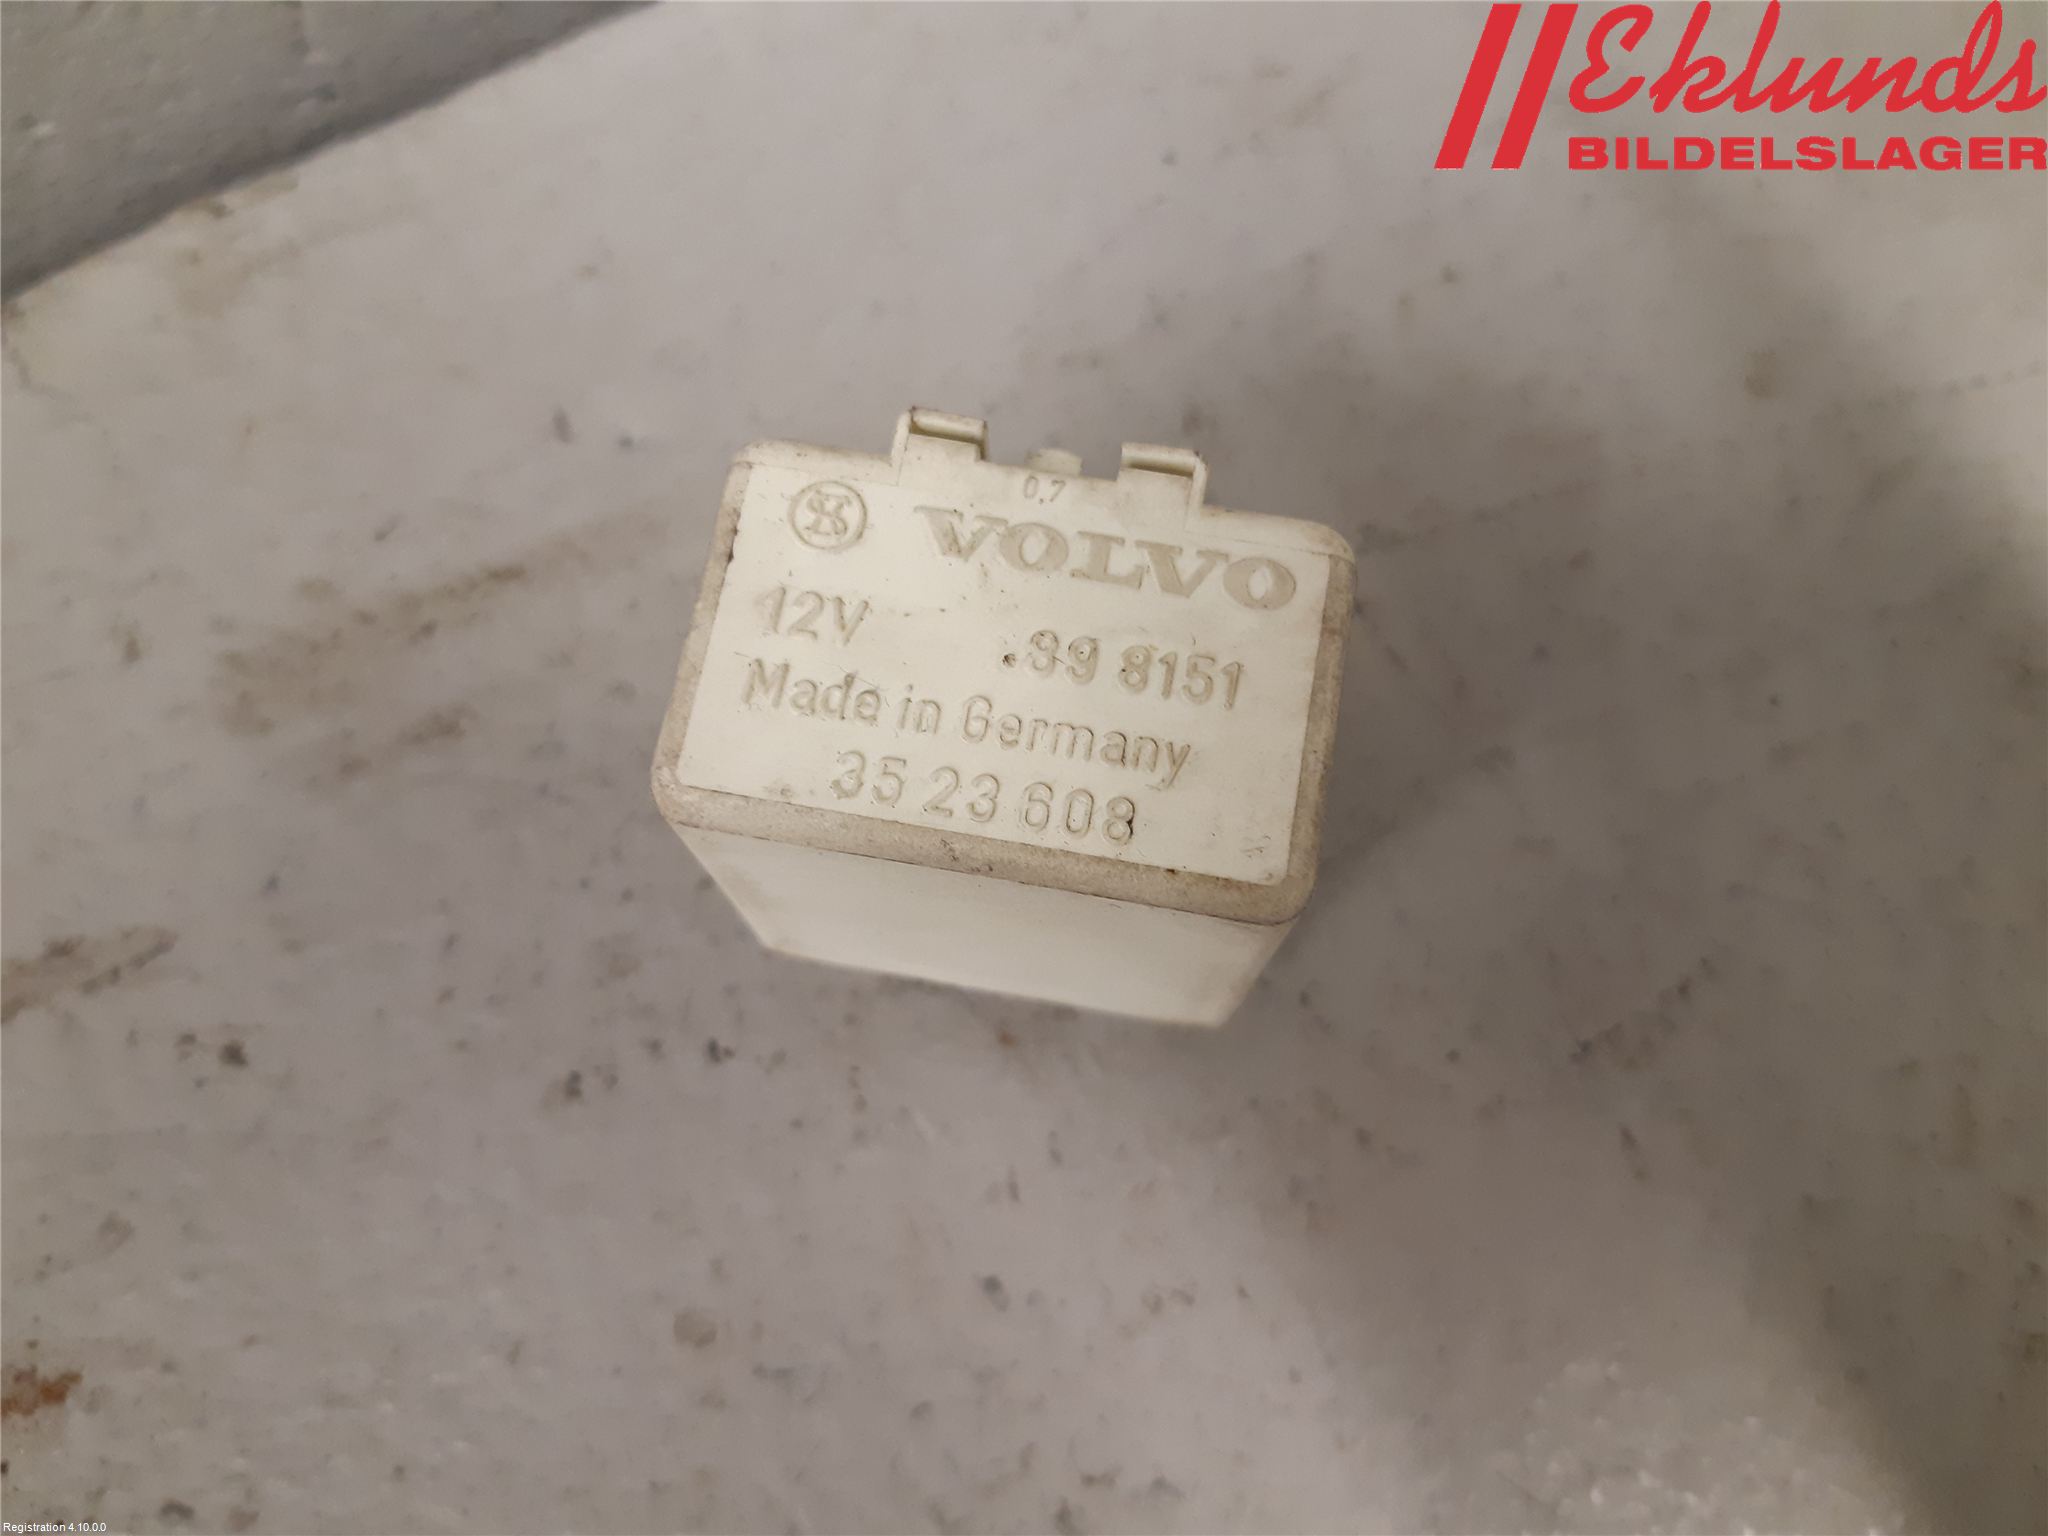 Eklunds
BILDELSLAGER
0.7
VOLVO
12V .39 8151
Made in Germany
35 23 608
Registration 4.10.0.0